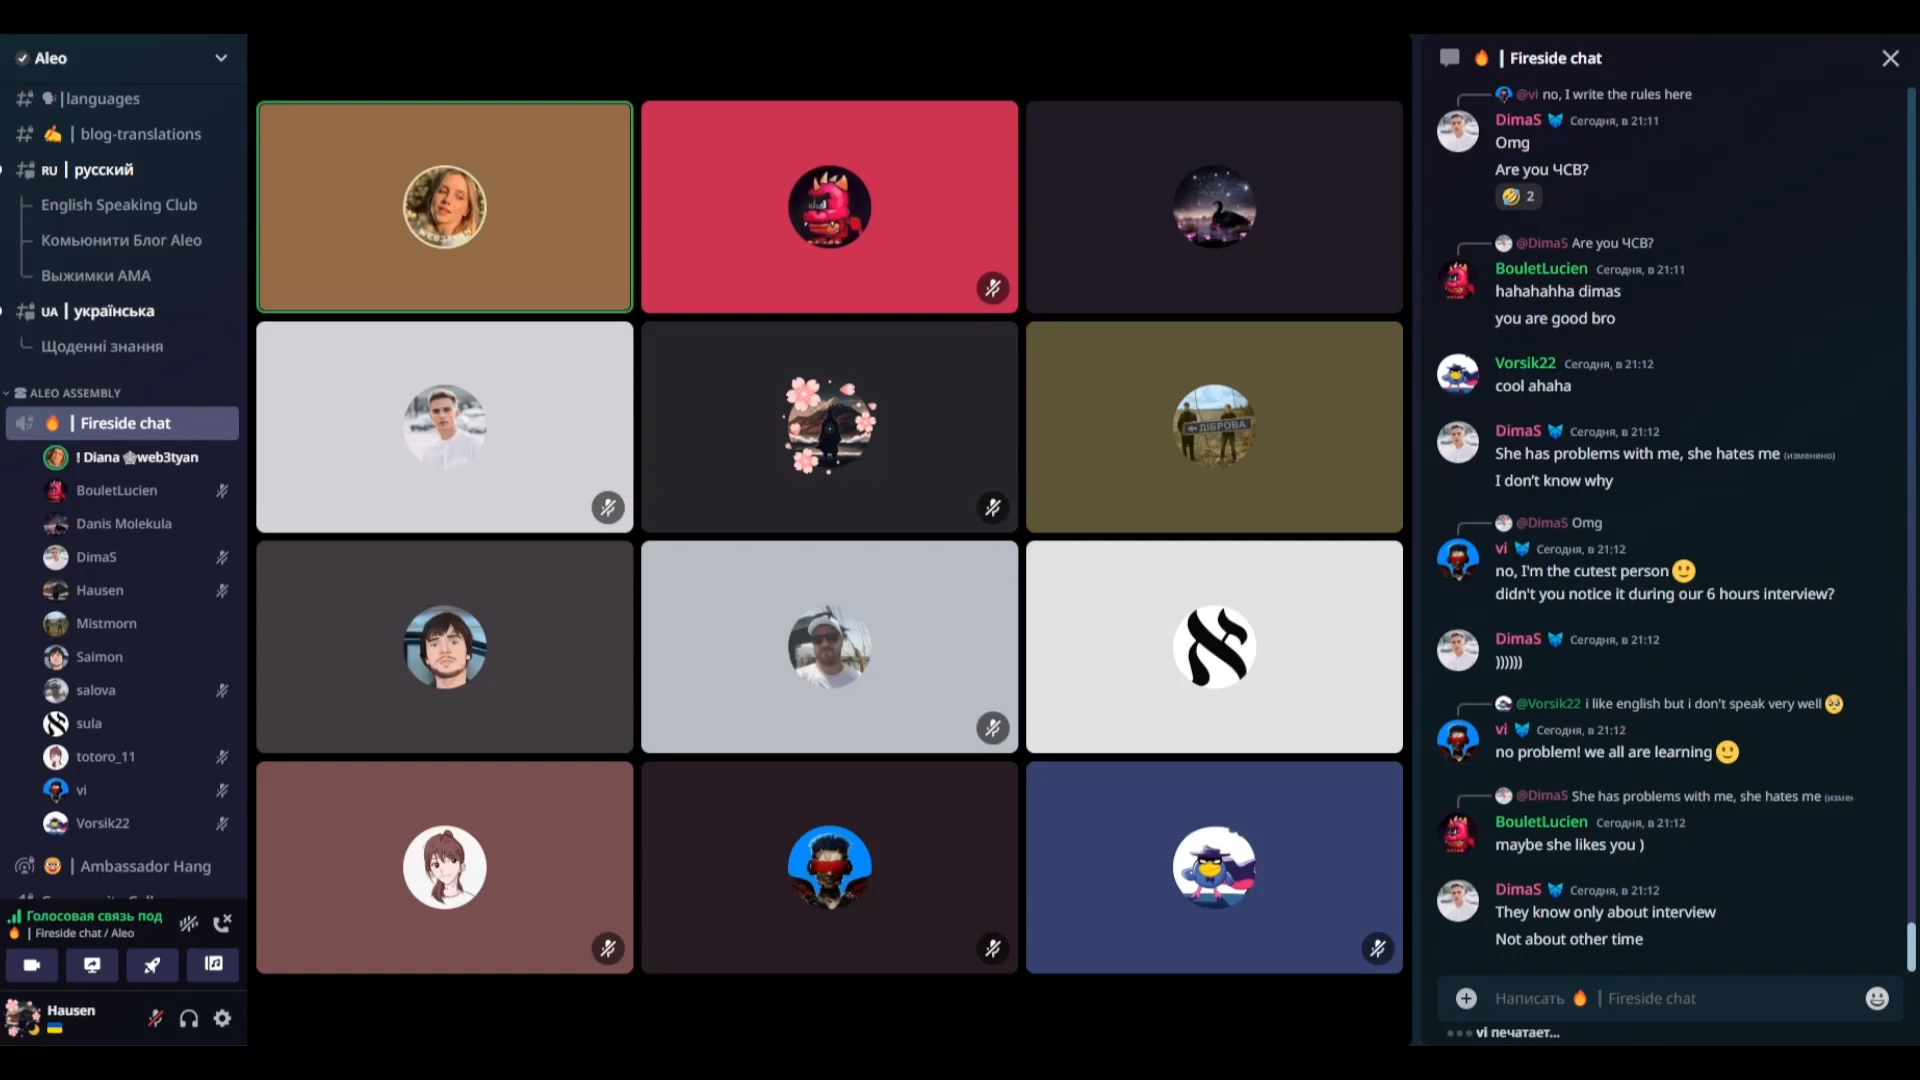 Aleo
|languages
| blog-translations
RU | русский
English Speaking Club
Комьюнити Блог Aleo
Выжимки АМА
UA | українська
Щоденні знання
ALEO ASSEMBLY
| Fireside chat
! Diana web3tyan
BouletLucien
Danis Molekula
DimaS
Hausen
Mistmorn
Saimon
salova
sula
totoro_11
vi
Vorsik22
| Ambassador Hang
Голосовая связь под
| Fireside chat / Aleo
Hausen
WEB3TYAN
ДІБРОВА
| Fireside chat
@vi no, I write the rules here
DimaS Сегодня, в 21:11
Omg
Are you ЧСВ?
2
@DimaS Are you ЧСВ?
BouletLucien Сегодня, в 21:11
hahahahha dimas
you are good bro
Vorsik22 Сегодня, в 21:12
cool ahaha
DimaS Сегодня, в 21:12
She has problems with me, she hates me (изменено)
I don't know why
@DimaS Omg
vi Сегодня, в 21:12
no, I'm the cutest person
didn't you notice it during our 6 hours interview?
DimaS Сегодня, в 21:12
))))))
@Vorsik22 i like english but i don't speak very well
vi Сегодня, в 21:12
no problem! we all are learning
@DimaS She has problems with me, she hates me (изме
BouletLucien Сегодня, в 21:12
maybe she likes you )
DimaS Сегодня, в 21:12
They know only about interview
Not about other time
Написать | Fireside chat
vi печатает...